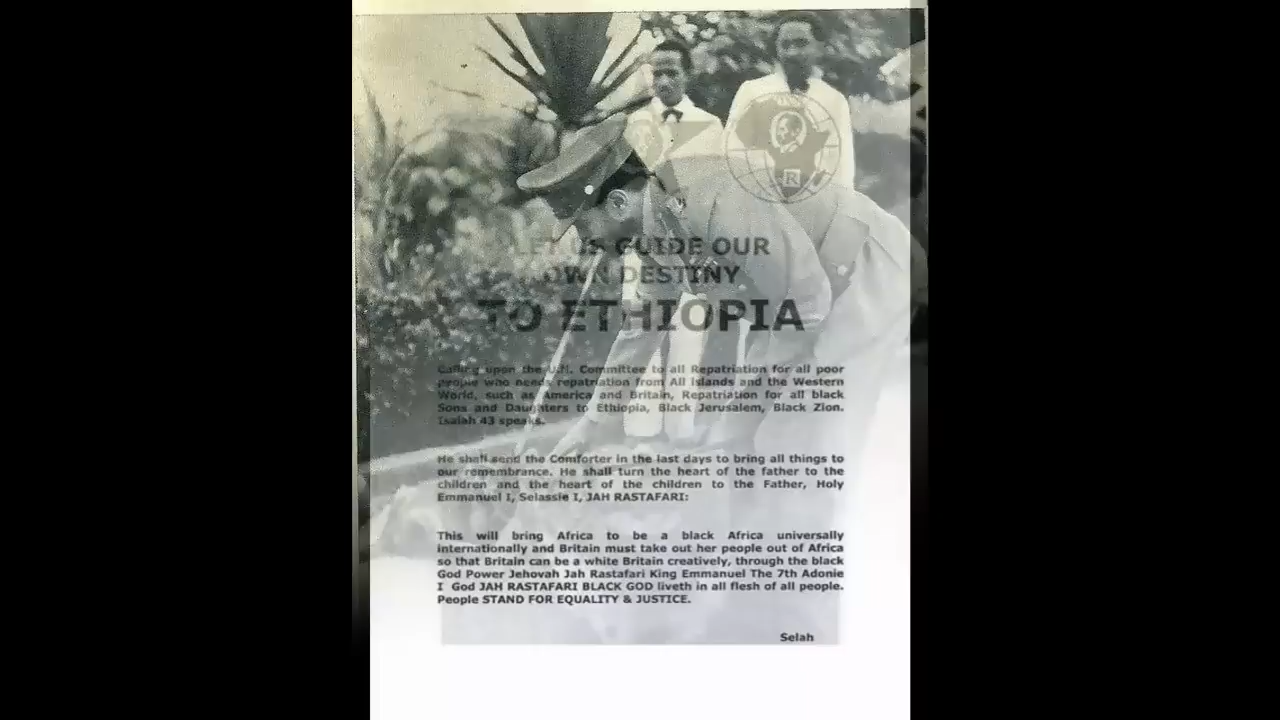 LET US GUIDE OUR
OWN DESTINY
TO ETHIOPIA
Calling upon the U.N. Committee to all Repatriation for all poor
people who needs repatriation from All Islands and the Western
World, such as America and Britain, Repatriation for all black
Sons and Daughters to Ethiopia, Black Jerusalem, Black Zion.
Isaiah 43 speaks.
He shall send the Comforter in the last days to bring all things to
our remembrance. He shall turn the heart of the father to the
children and the heart of the children to the Father, Holy
Emmanuel I, Selassie I, JAH RASTAFARI:
This will bring Africa to be a black Africa universally
internationally and Britain must take out her people out of Africa
so that Britain can be a white Britain creatively, through the black
God Power Jehovah Jah Rastafari King Emmanuel The 7th Adonie
I God JAH RASTAFARI BLACK GOD liveth in all flesh of all people.
People STAND FOR EQUALITY & JUSTICE.
Selah